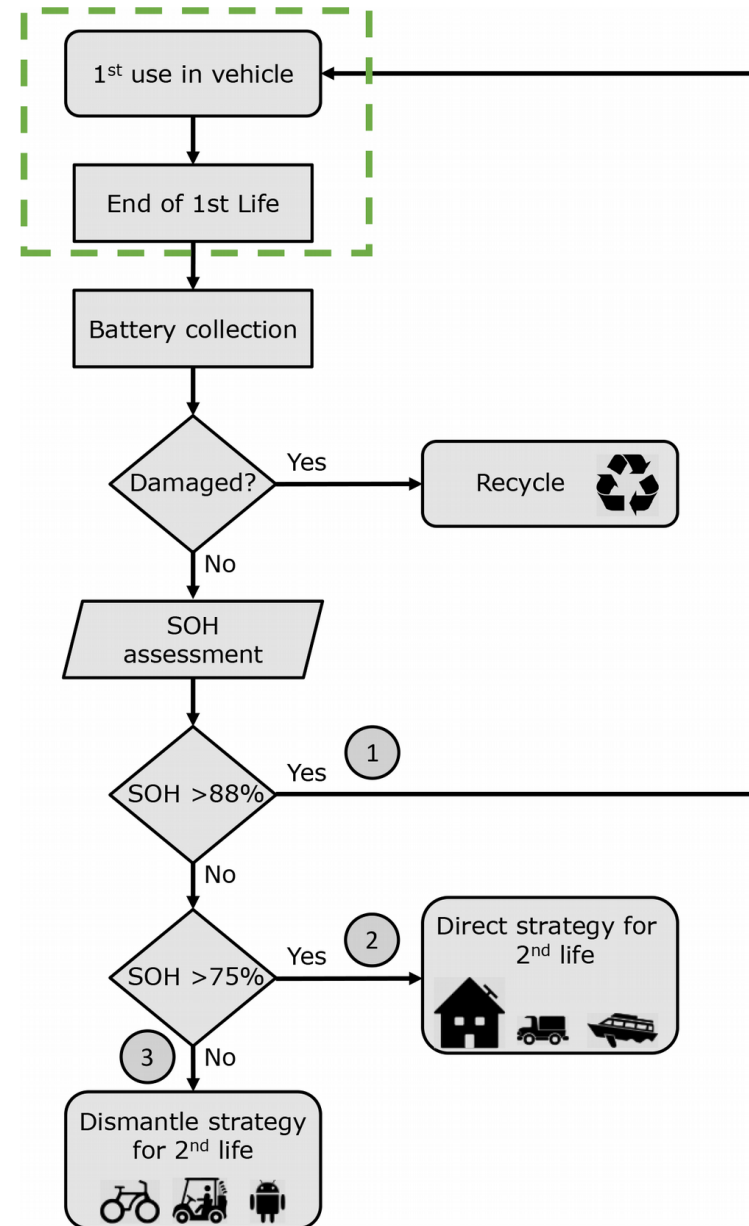 1st use in vehicle
End of 1st Life
Battery collection
Damaged?
Yes
Recycle
No
SOH
assessment
1
Yes
SOH >88%
No
2
Yes
Direct strategy for
2nd life
SOH >75%
3
No
Dismantle strategy
for 2nd life